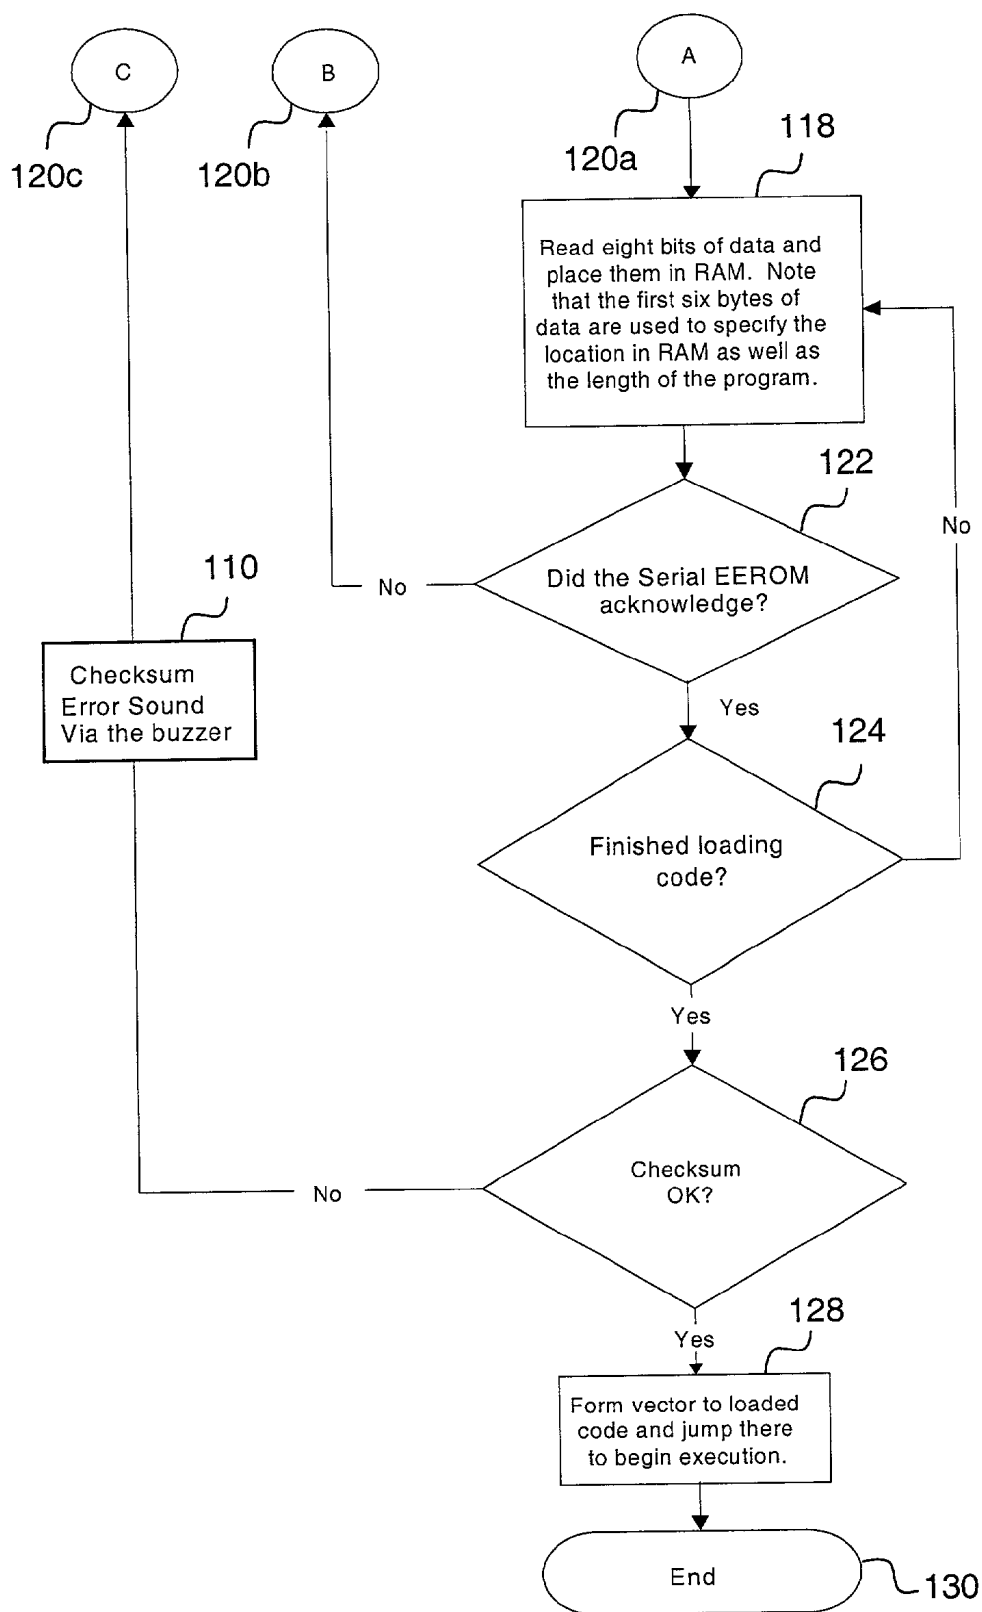 C
B
A
120c
120b
120a
118
Read eight bits of data and
place them in RAM. Note
that the first six bytes of
data are used to specify the
location in RAM as well as
the length of the program.
122
No
Did the Serial EEROM
acknowledge?
No
110
Checksum
Error Sound
Via the buzzer
Yes
124
Finished loading
code?
Yes
126
Checksum
OK?
No
Yes
128
Form vector to loaded
code and jump there
to begin execution.
End
130